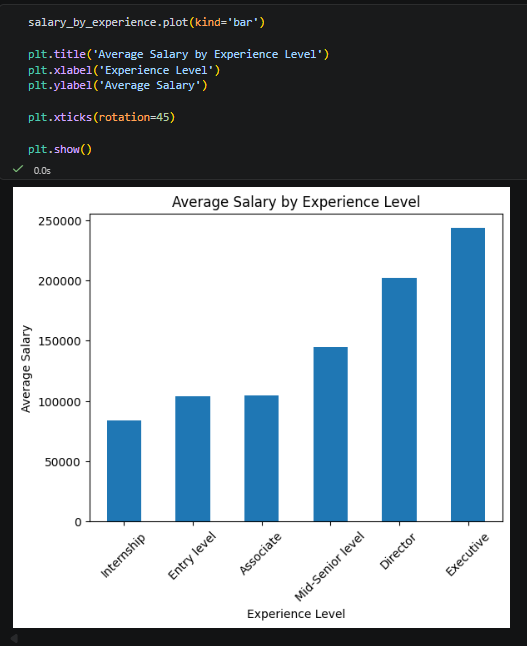 salary_by_experience.plot(kind='bar')
plt.title('Average Salary by Experience Level')
plt.xlabel('Experience Level')
plt.ylabel('Average Salary')
plt.xticks(rotation=45)
plt.show()
0.0s
Average Salary by Experience Level
250000
200000
150000
100000
50000
0
Average Salary
Internship
Entry level
Associate
Mid-Senior level
Director
Executive
Experience Level